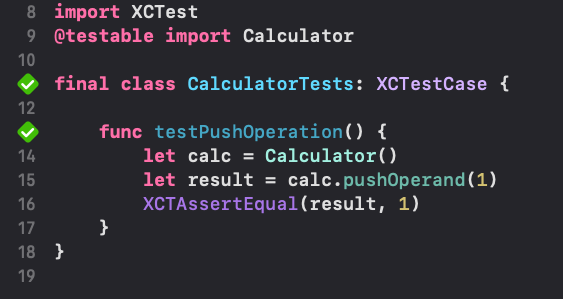 8 import XCTest
9 @testable import Calculator
10
final class CalculatorTests: XCTestCase {
12
func testPushOperation() {
14 let calc = Calculator()
15 let result = calc.pushOperand(1)
16 XCTAssertEqual(result, 1)
17 }
18 }
19